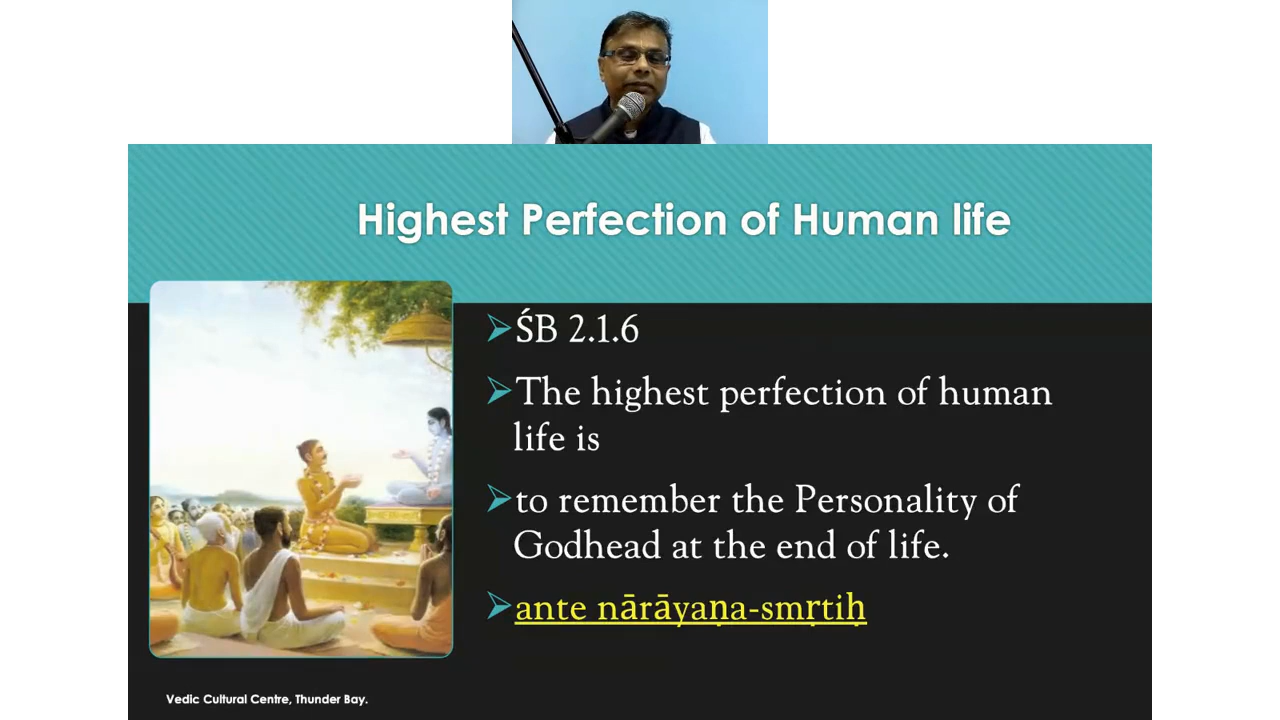 Highest Perfection of Human life
ŚB 2.1.6
The highest perfection of human
life is
to remember the Personality of
Godhead at the end of life.
ante nārāyaṇa-smṛtiḥ
Vedic Cultural Centre, Thunder Bay.